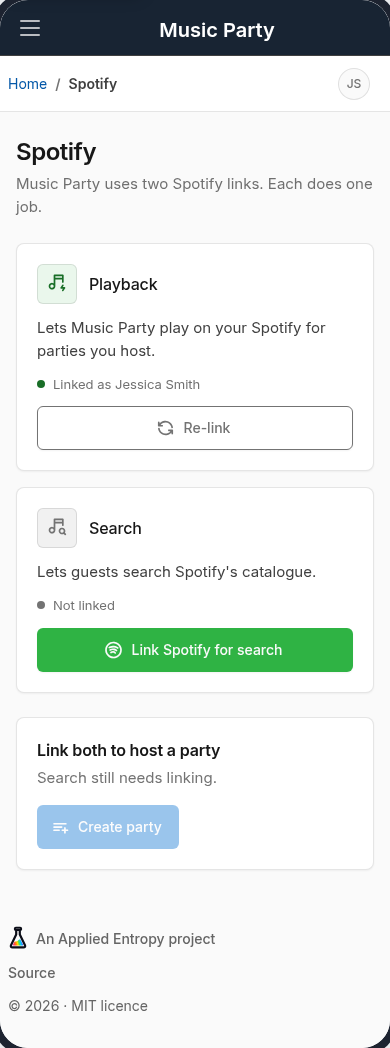 Music Party
Home / Spotify
JS
Spotify
Music Party uses two Spotify links. Each does one
job.
Playback
Lets Music Party play on your Spotify for
parties you host.
Linked as Jessica Smith
Re-link
Search
Lets guests search Spotify's catalogue.
Not linked
Link Spotify for search
Link both to host a party
Search still needs linking.
Create party
An Applied Entropy project
Source
© 2026 · MIT licence